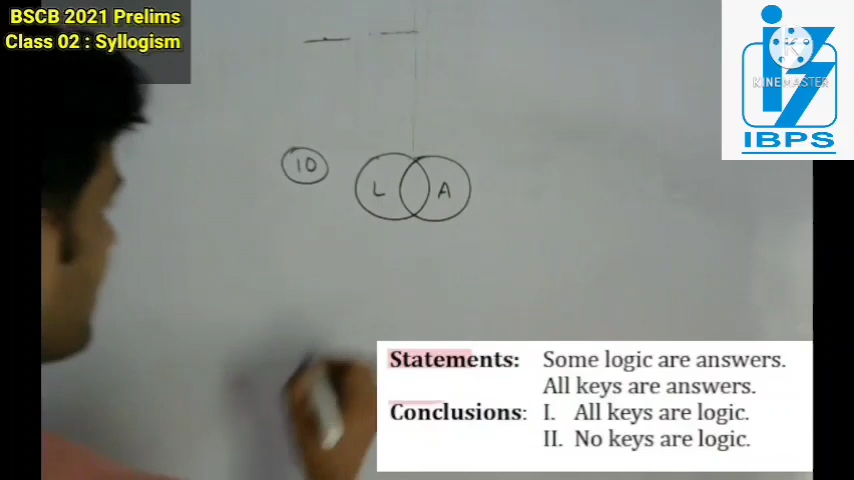 BSCB 2021 Prelims
Class 02 : Syllogism
KINEMASTER
IBPS
10
L
A
Statements: Some logic are answers.
All keys are answers.
Conclusions: I. All keys are logic.
II. No keys are logic.